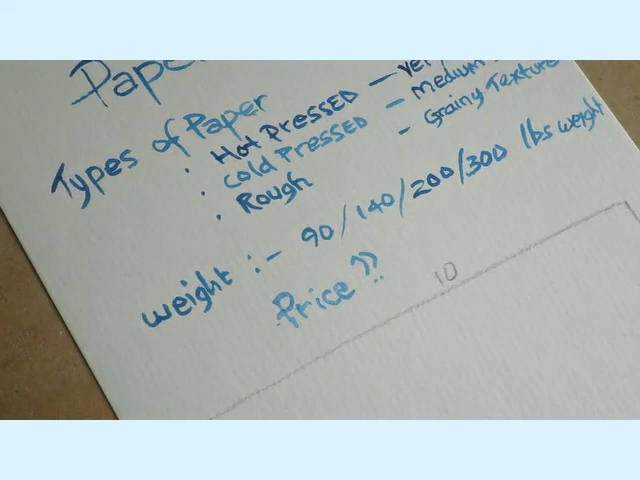 Paper
Types of Paper
. Hot Pressed —
. Cold Pressed - Medium
. Rough - Grainy Texture
weight :- 90/140/200/300 lbs weight
Price??
10